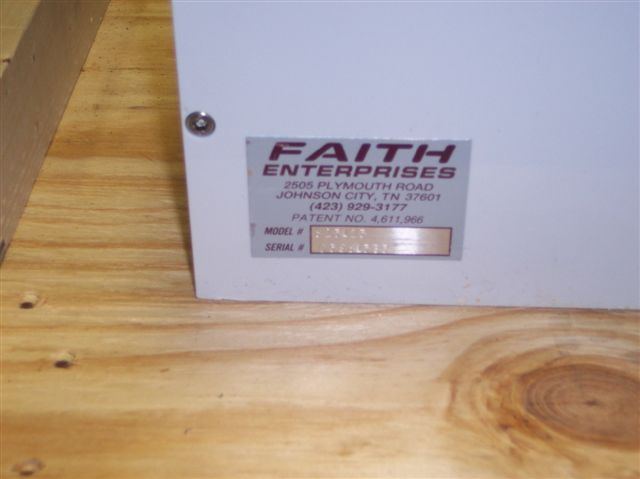 FAITH
ENTERPRISES
2505 PLYMOUTH ROAD
JOHNSON CITY, TN 37601
(423) 929-3177
PATENT NO. 4,611,966
MODEL #
SERIAL #